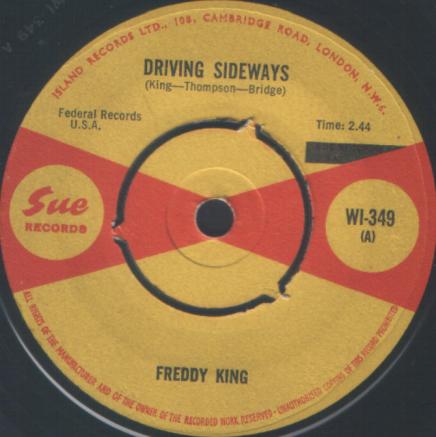 ISLAND RECORDS LTD., 108, CAMBRIDGE ROAD, LONDON, N.W.6.
DRIVING SIDEWAYS
(King—Thompson—Bridge)
Federal Records
U.S.A.
Time: 2.44
Sue
RECORDS
WI-349
(A)
FREDDY KING
ALL RIGHTS OF THE MANUFACTURER AND OF THE OWNER OF THE RECORDED WORK RESERVED - UNAUTHORISED COPYING OF THIS RECORD PROHIBITED